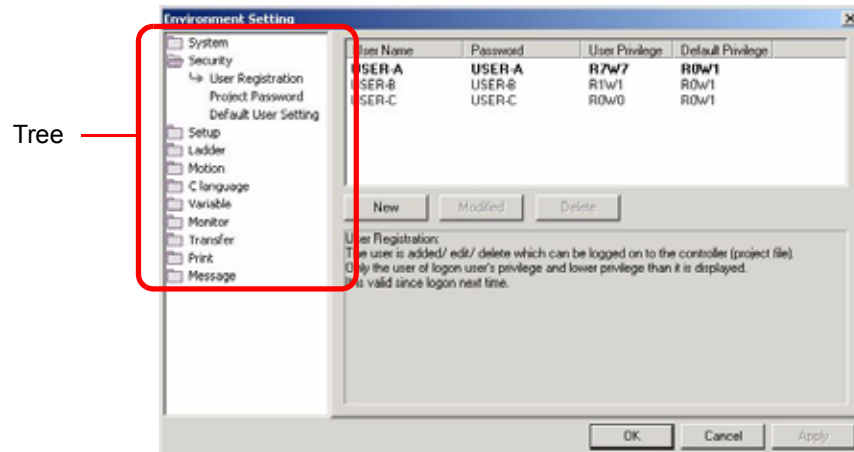 Environment Setting
Tree
System
Security
User Registration
Project Password
Default User Setting
Setup
Ladder
Motion
C language
Variable
Monitor
Transfer
Print
Message
User Name Password User Privilege Default Privilege
USER-A USER-A R7W7 R0W1
USER-B USER-B R1W1 R0W1
USER-C USER-C R0W0 R0W1
New Modified Delete
User Registration:
The user is added/ edit/ delete which can be logged on to the controller (project file).
Only the user of logon user's privilege and lower privilege than it is displayed.
It is valid since logon next time.
OK Cancel Apply